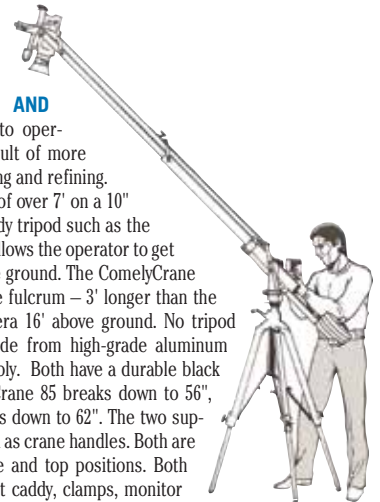 AND
to oper-
ult of more
ng and refining.
of over 7' on a 10"
dy tripod such as the
llows the operator to get
e ground. The ComelyCrane
e fulcrum – 3' longer than the
era 16' above ground. No tripod
de from high-grade aluminum
ply. Both have a durable black
Crane 85 breaks down to 56",
s down to 62". The two sup-
as crane handles. Both are
e and top positions. Both
t caddy, clamps, monitor